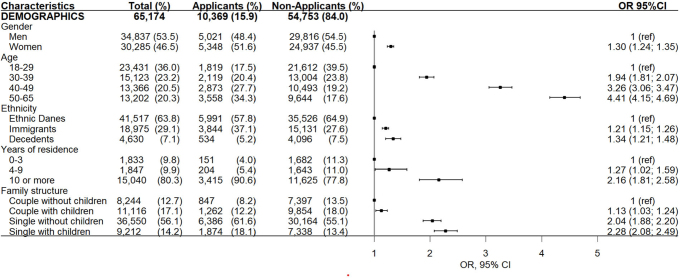 Characteristics Total (%) Applicants (%) Non-Applicants (%) OR 95%CI
DEMOGRAPHICS 65,174 10,369 (15.9) 54,753 (84.0)
Gender
Men 34,837 (53.5) 5,021 (48.4) 29,816 (54.5) 1 (ref)
Women 30,285 (46.5) 5,348 (51.6) 24,937 (45.5) 1.30 (1.24; 1.35)
Age
18-29 23,431 (36.0) 1,819 (17.5) 21,612 (39.5) 1 (ref)
30-39 15,123 (23.2) 2,119 (20.4) 13,004 (23.8) 1.94 (1.81; 2.07)
40-49 13,366 (20.5) 2,873 (27.7) 10,493 (19.2) 3.26 (3.06; 3.47)
50-65 13,202 (20.3) 3,558 (34.3) 9,644 (17.6) 4.41 (4.15; 4.69)
Ethnicity
Ethnic Danes 41,517 (63.8) 5,991 (57.8) 35,526 (64.9) 1 (ref)
Immigrants 18,975 (29.1) 3,844 (37.1) 15,131 (27.6) 1.21 (1.15; 1.26)
Decedents 4,630 (7.1) 534 (5.2) 4,096 (7.5) 1.34 (1.21; 1.48)
Years of residence
0-3 1,833 (9.8) 151 (4.0) 1,682 (11.3) 1 (ref)
4-9 1,847 (9.9) 204 (5.4) 1,643 (11.0) 1.27 (1.02; 1.59)
10 or more 15,040 (80.3) 3,415 (90.6) 11,625 (77.8) 2.16 (1.81; 2.58)
Family structure
Couple without children 8,244 (12.7) 847 (8.2) 7,397 (13.5) 1 (ref)
Couple with children 11,116 (17.1) 1,262 (12.2) 9,854 (18.0) 1.13 (1.03; 1.24)
Single without children 36,550 (56.1) 6,386 (61.6) 30,164 (55.1) 2.04 (1.88; 2.20)
Single with children 9,212 (14.2) 1,874 (18.1) 7,338 (13.4) 2.28 (2.08; 2.49)
1 2 3 4 5
OR, 95% CI